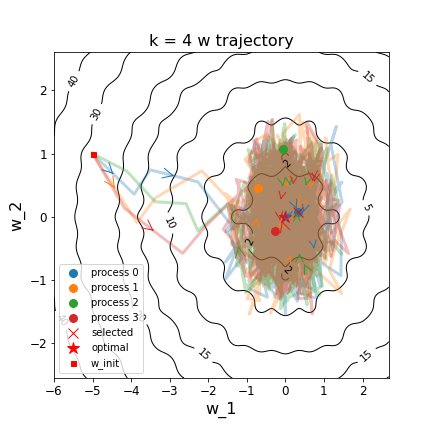 k = 4 w trajectory
40
15
30
2
10
5
2
2
15
15
w_2
2
1
0
−1
−2
process 0
process 1
process 2
process 3
selected
optimal
w_init
−6
−5
−4
−3
−2
−1
0
1
2
w_1